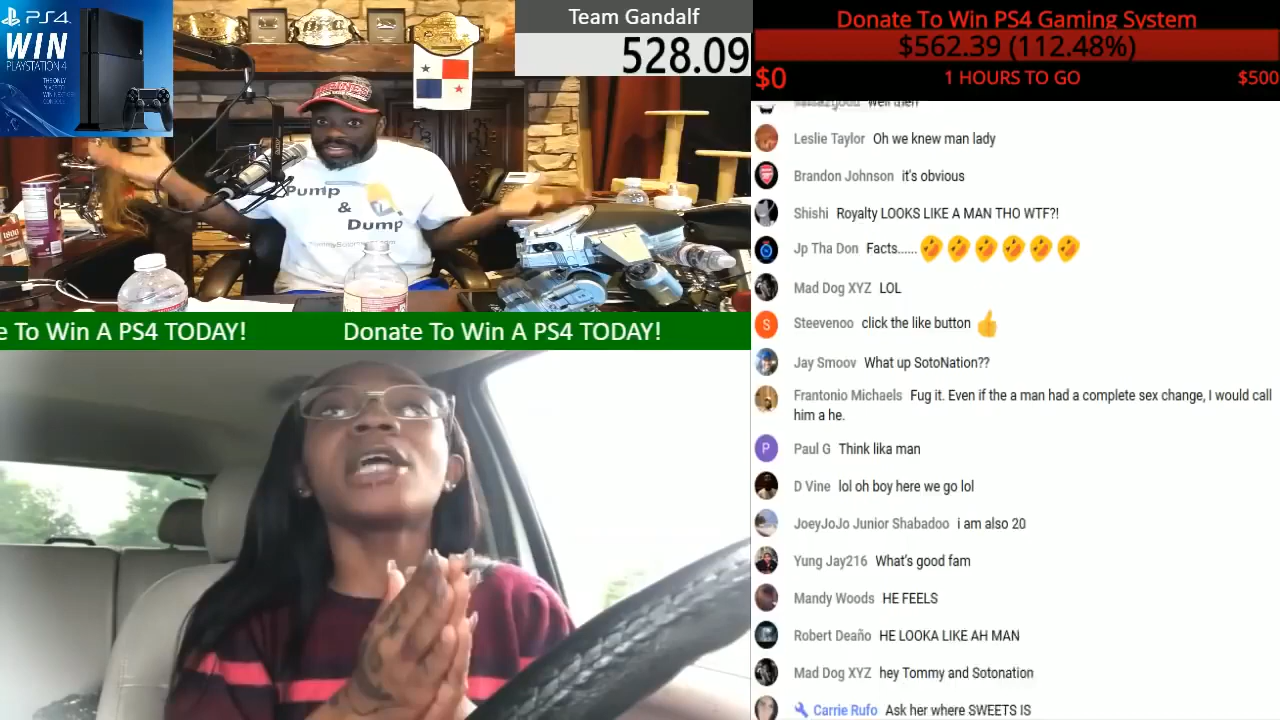 PS4
WIN
PLAYSTATION 4
Team Gandalf
528.09
Pump
&
Dump
e To Win A PS4 TODAY!
Donate To Win A PS4 TODAY!
Donate To Win PS4 Gaming System
$562.39 (112.48%)
$0
1 HOURS TO GO
$500
Well then
Leslie Taylor Oh we knew man lady
Brandon Johnson it's obvious
Shishi Royalty LOOKS LIKE A MAN THO WTF?!
Jp Tha Don Facts......
Mad Dog XYZ LOL
S
Steevenoo click the like button
Jay Smoov What up SotoNation??
Frantonio Michaels Fug it. Even if the a man had a complete sex change, I would call
him a he.
P
Paul G Think lika man
D Vine lol oh boy here we go lol
JoeyJoJo Junior Shabadoo i am also 20
Yung Jay216 What's good fam
Mandy Woods HE FEELS
Robert Deaño HE LOOKA LIKE AH MAN
Mad Dog XYZ hey Tommy and Sotonation
Carrie Rufo Ask her where SWEETS IS